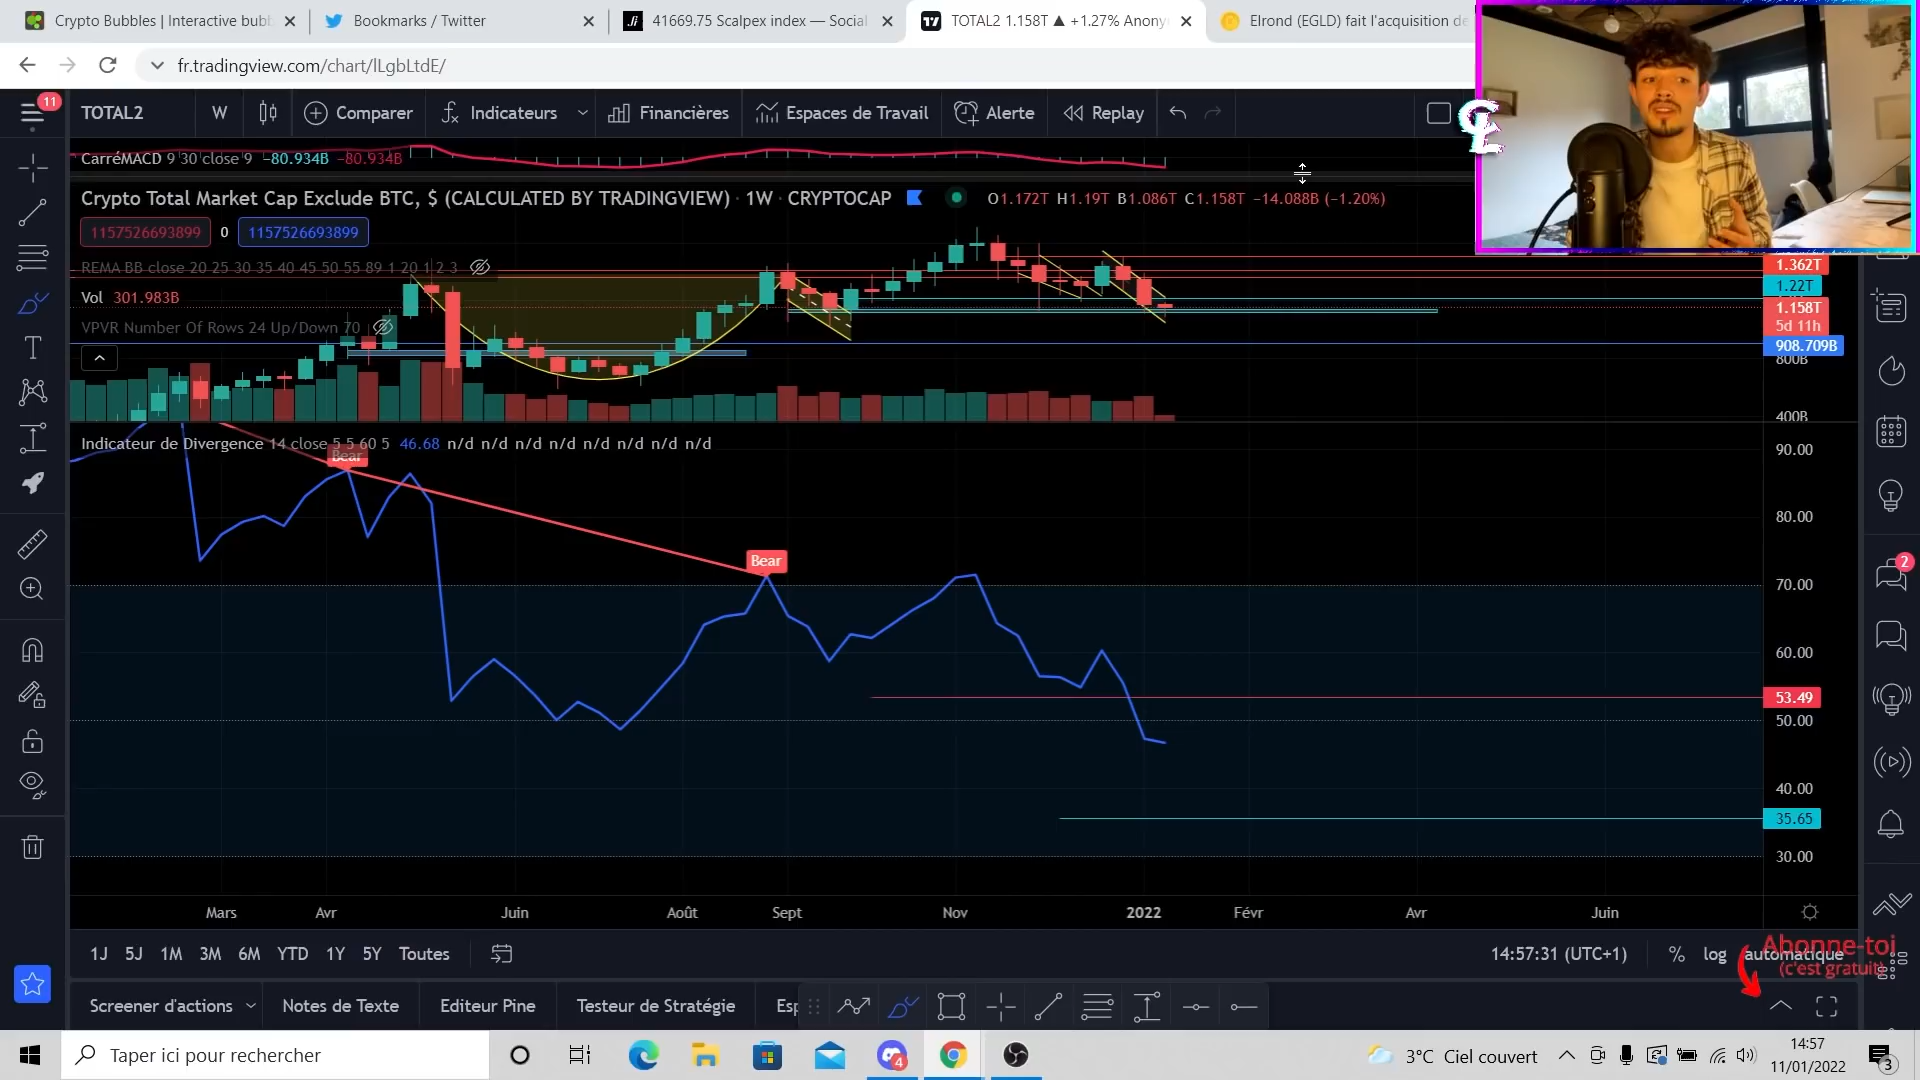 Crypto Bubbles | Interactive bubb
Bookmarks / Twitter
41669.75 Scalpex index — Social
TOTAL2 1.158T ▲ +1.27% Anony
Elrond (EGLD) fait l'acquisition de
fr.tradingview.com/chart/lLgbLtdE/
11
TOTAL2
W
Comparer
Indicateurs
Financières
Espaces de Travail
Alerte
Replay
CarréMACD 9 30 close 9 −80.934B −80.934B
Crypto Total Market Cap Exclude BTC, $ (CALCULATED BY TRADINGVIEW) · 1W · CRYPTOCAP
O1.172T H1.19T B1.086T C1.158T −14.088B (−1.20%)
1157526693899
0
1157526693899
REMA BB close 20 25 30 35 40 45 50 55 89 1 20 1 2 3
Vol 301.983B
VPVR Number Of Rows 24 Up/Down 70
1.362T
1.22T
1.158T
5d 11h
908.709B
800B
400B
Indicateur de Divergence 14 close 5 5 60 5 46.68 n/d n/d n/d n/d n/d n/d n/d n/d
Bear
Bear
90.00
80.00
70.00
60.00
53.49
50.00
40.00
35.65
30.00
2
Mars
Avr
Juin
Août
Sept
Nov
2022
Févr
Avr
Juin
1J
5J
1M
3M
6M
YTD
1Y
5Y
Toutes
14:57:31 (UTC+1)
%
log
automatique
Abonne-toi
(c'est gratuit)
Screener d'actions
Notes de Texte
Editeur Pine
Testeur de Stratégie
Esp
Taper ici pour rechercher
4
3°C Ciel couvert
14:57
11/01/2022
3